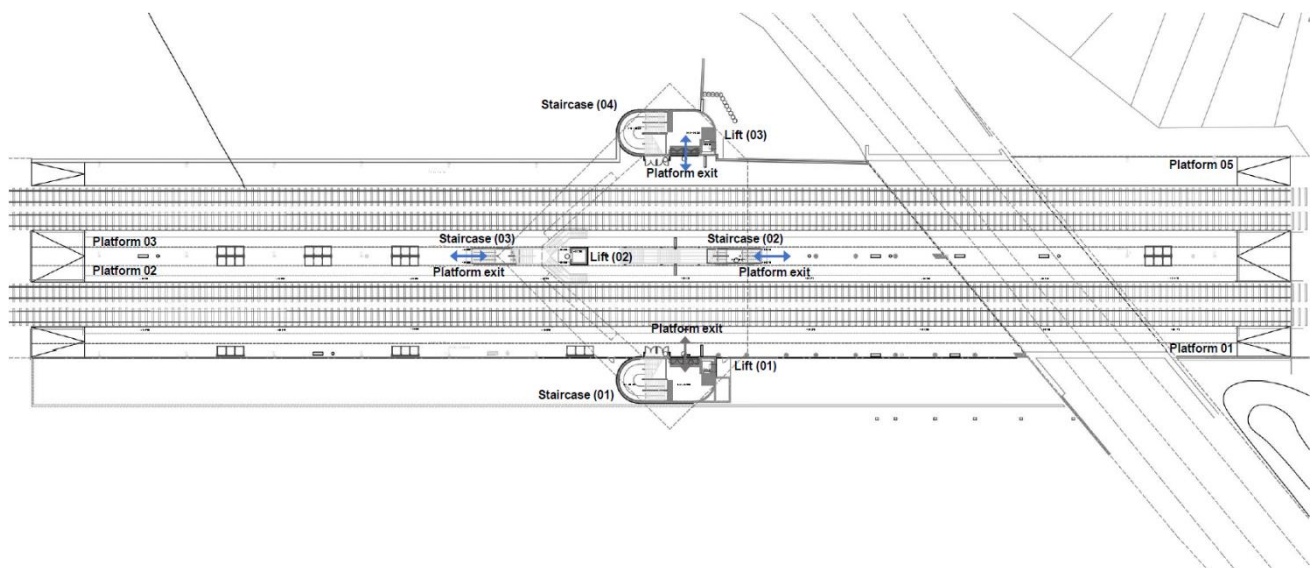 Staircase (04)
Lift (03)
Platform exit
Platform 05
Platform 03
Staircase (03)
Staircase (02)
Lift (02)
Platform 02
Platform exit
Platform exit
Platform exit
Platform 01
Lift (01)
Staircase (01)